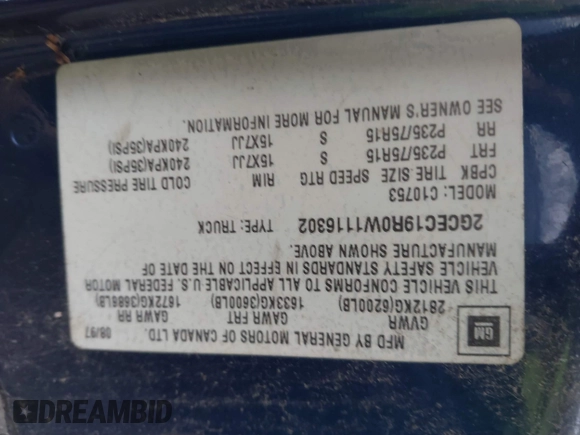 GM
MFD BY GENERAL MOTORS OF CANADA LTD. 08/97
GVWR GAWR FRT GAWR RR
2812KG(6200LB) 1633KG(3600LB) 1672KG(3686LB)
THIS VEHICLE CONFORMS TO ALL APPLICABLE U.S. FEDERAL MOTOR
VEHICLE SAFETY STANDARDS IN EFFECT ON THE DATE OF
MANUFACTURE SHOWN ABOVE.
2GCEC19R0W1116302 TYPE: TRUCK
MODEL: C10753
CPBK TIRE SIZE SPEED RTG RIM COLD TIRE PRESSURE
FRT P235/75R15 S 15X7JJ 240KPA(35PSI)
RR P235/75R15 S 15X7JJ 240KPA(35PSI)
SEE OWNER'S MANUAL FOR MORE INFORMATION.
DREAMBID